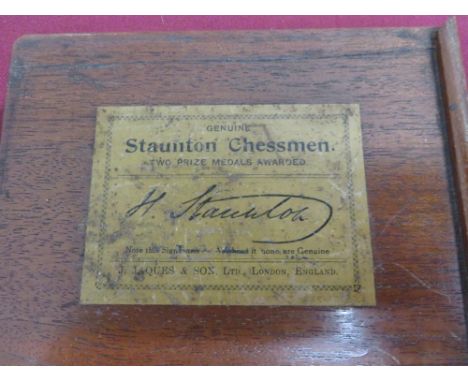 GENUINE
Staunton Chessmen.
TWO PRIZE MEDALS AWARDED
H. Staunton
Note this Signature Without it none are Genuine
J. JAQUES & SON, LTD., LONDON, ENGLAND.